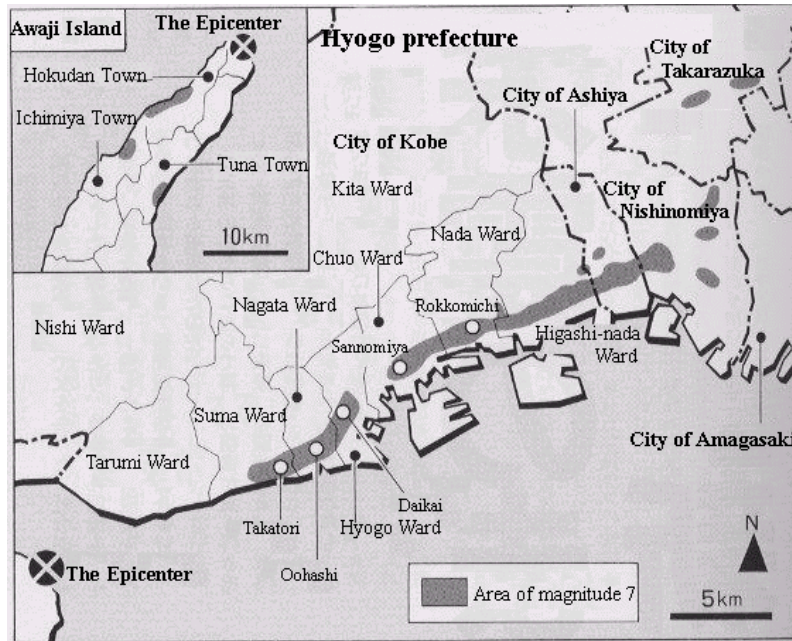 Awaji Island
The Epicenter
Hyogo prefecture
Hokudan Town
Ichimiya Town
Tuna Town
10km
City of
Takarazuka
City of Ashiya
City of Kobe
Kita Ward
City of
Nishinomiya
Nada Ward
Chuo Ward
Nagata Ward
Nishi Ward
Rokkomichi
Sannomiya
Higashi-nada
Ward
Suma Ward
City of Amagasaki
Tarumi Ward
Daikai
Takatori
Hyogo Ward
Oohashi
The Epicenter
Area of magnitude 7
N
5km